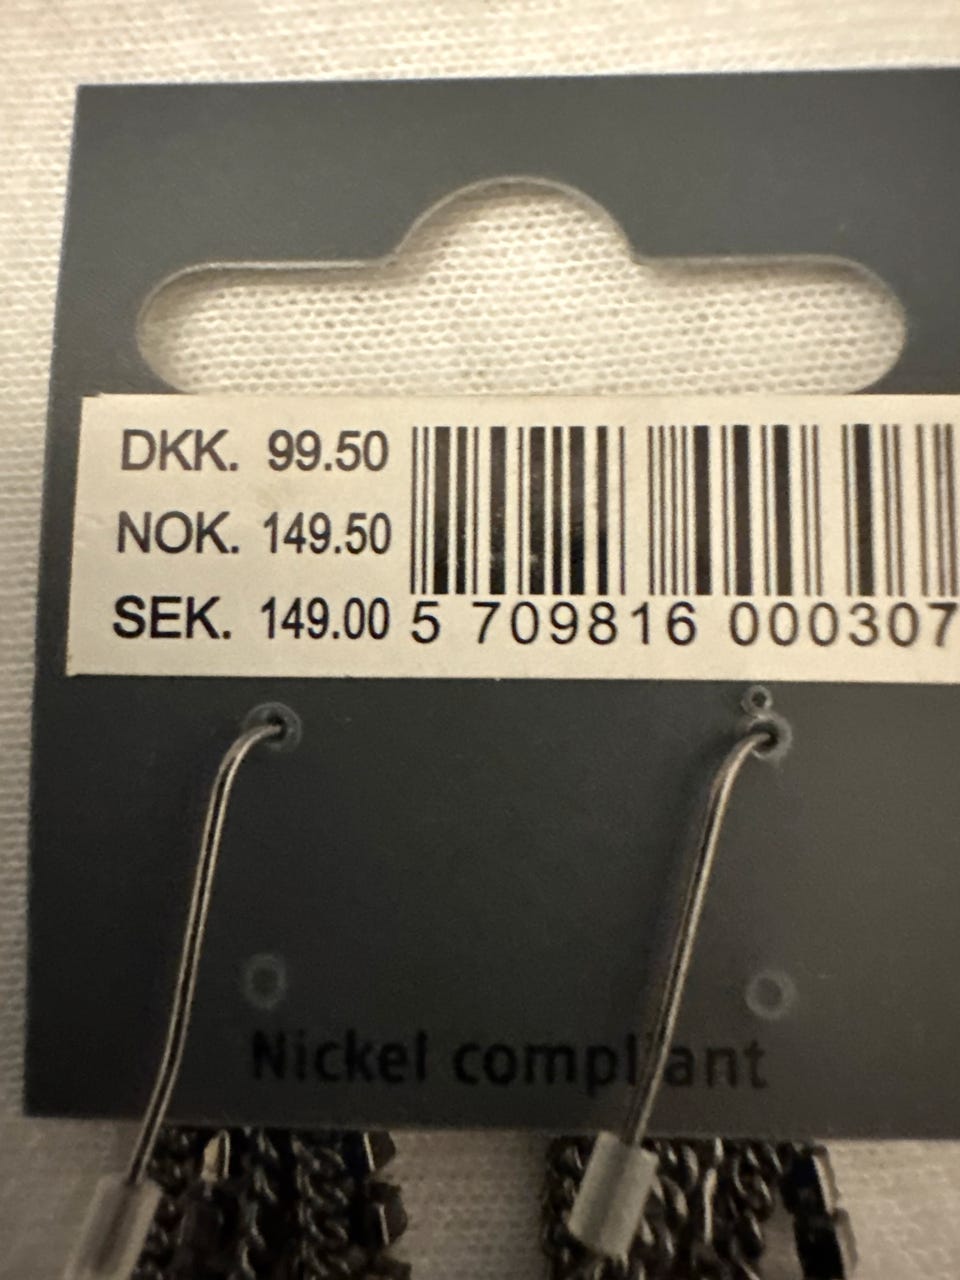 DKK. 99.50
NOK. 149.50
SEK. 149.00
5 709816 000307
Nickel compliant